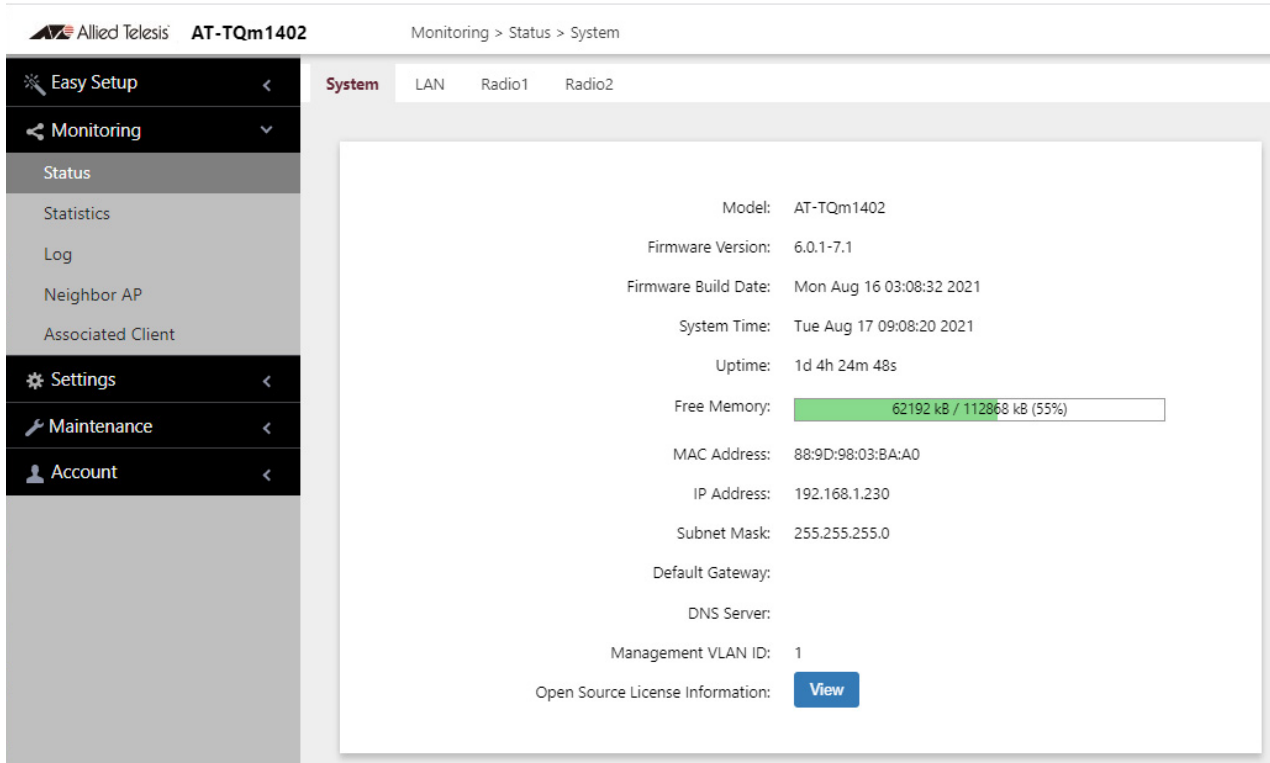 Allied Telesis AT-TQm1402 Monitoring > Status > System
Easy Setup
System LAN Radio1 Radio2
Monitoring
Status
Statistics
Log
Neighbor AP
Associated Client
Settings
Maintenance
Account
Model: AT-TQm1402
Firmware Version: 6.0.1-7.1
Firmware Build Date: Mon Aug 16 03:08:32 2021
System Time: Tue Aug 17 09:08:20 2021
Uptime: 1d 4h 24m 48s
Free Memory: 62192 kB / 112868 kB (55%)
MAC Address: 88:9D:98:03:BA:A0
IP Address: 192.168.1.230
Subnet Mask: 255.255.255.0
Default Gateway:
DNS Server:
Management VLAN ID: 1
Open Source License Information: View